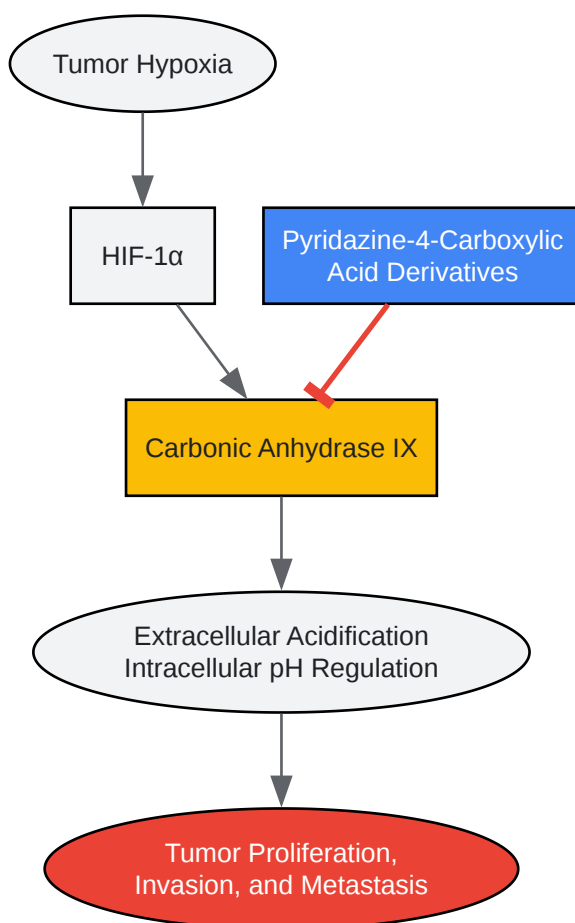 Tumor Hypoxia
HIF-1α
Pyridazine-4-Carboxylic
Acid Derivatives
Carbonic Anhydrase IX
Extracellular Acidification
Intracellular pH Regulation
Tumor Proliferation,
Invasion, and Metastasis